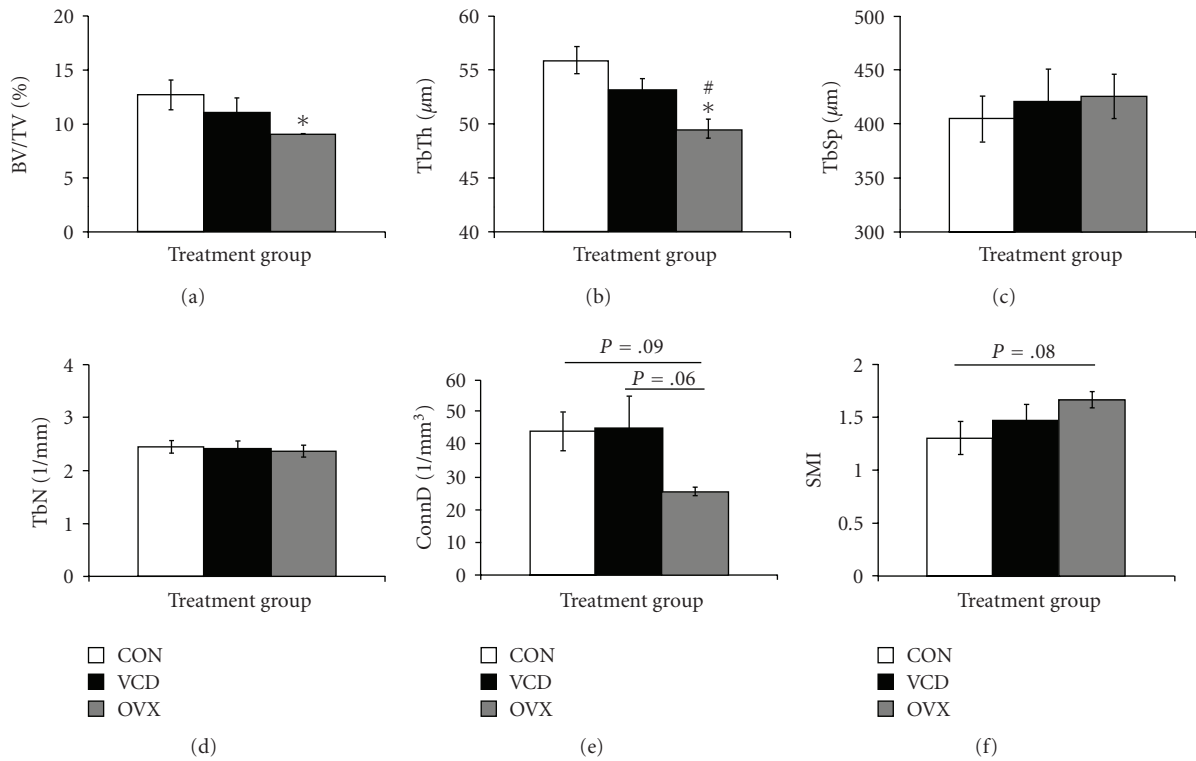 BV/TV (%)
20
15
10
5
0
*
Treatment group
(a)
TbTh (μm)
60
55
50
45
40
#
*
Treatment group
(b)
TbSp (μm)
500
450
400
350
300
Treatment group
(c)
TbN (1/mm)
4
3
2
1
0
Treatment group
CON
VCD
OVX
(d)
P = .09
P = .06
ConnD (1/mm³)
60
50
40
30
20
10
0
Treatment group
CON
VCD
OVX
(e)
P = .08
SMI
2
1.5
1
0.5
0
Treatment group
CON
VCD
OVX
(f)